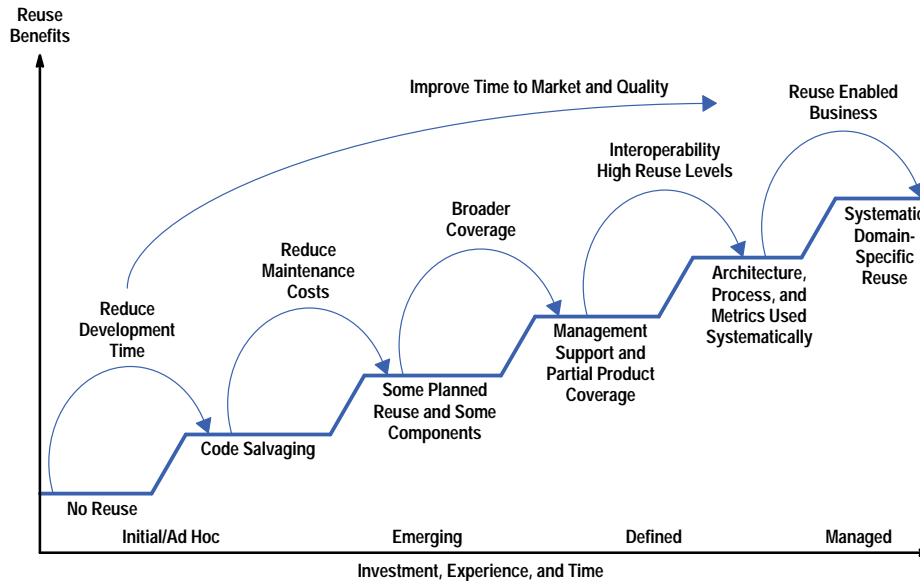 Reuse
Benefits
Improve Time to Market and Quality
Reuse Enabled
Business
Interoperability
High Reuse Levels
Broader
Coverage
Reduce
Maintenance
Costs
Reduce
Development
Time
Systematic
Domain-
Specific
Reuse
Architecture,
Process, and
Metrics Used
Systematically
Management
Support and
Partial Product
Coverage
Some Planned
Reuse and Some
Components
Code Salvaging
No Reuse
Initial/Ad Hoc
Emerging
Defined
Managed
Investment, Experience, and Time